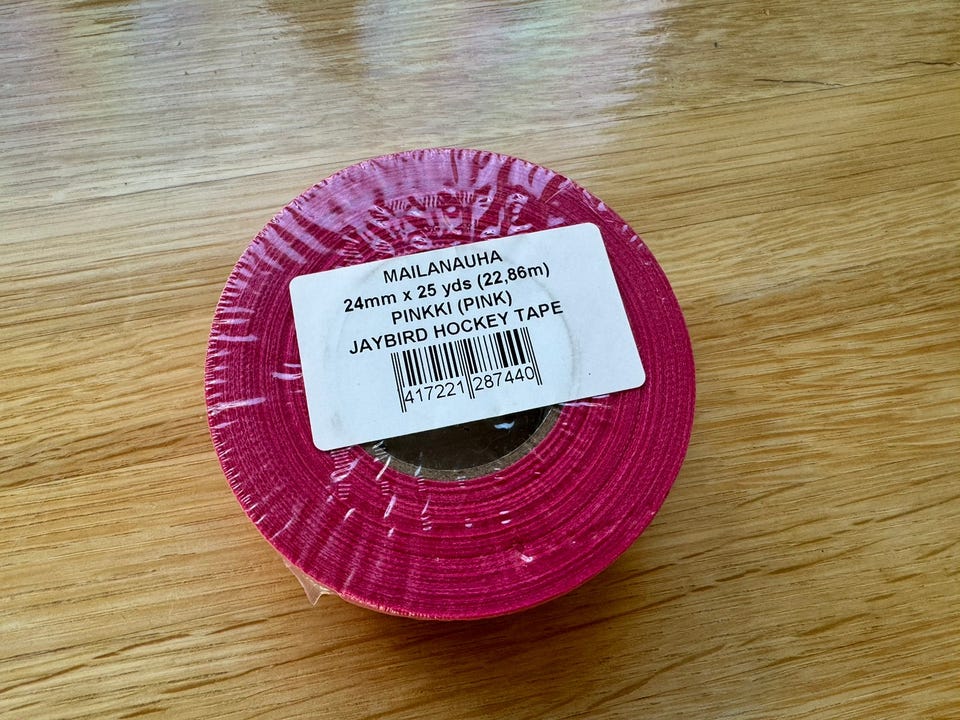 MAILANAUHA
24mm x 25 yds (22,86m)
PINKKI (PINK)
JAYBIRD HOCKEY TAPE
417221 287440